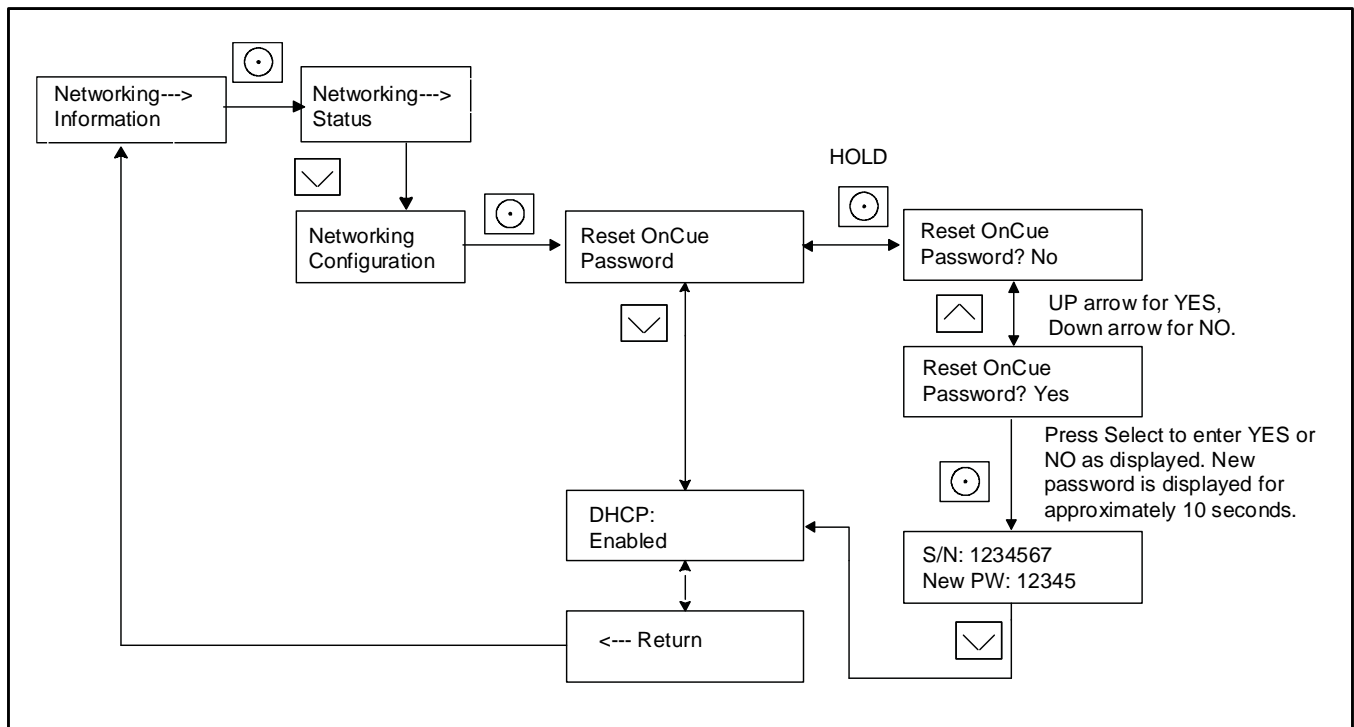 Networking--->
Information
Networking--->
Status
Networking
Configuration
Reset OnCue
Password
HOLD
Reset OnCue
Password? No
UP arrow for YES,
Down arrow for NO.
Reset OnCue
Password? Yes
Press Select to enter YES or
NO as displayed. New
password is displayed for
approximately 10 seconds.
S/N: 1234567
New PW: 12345
DHCP:
Enabled
<--- Return